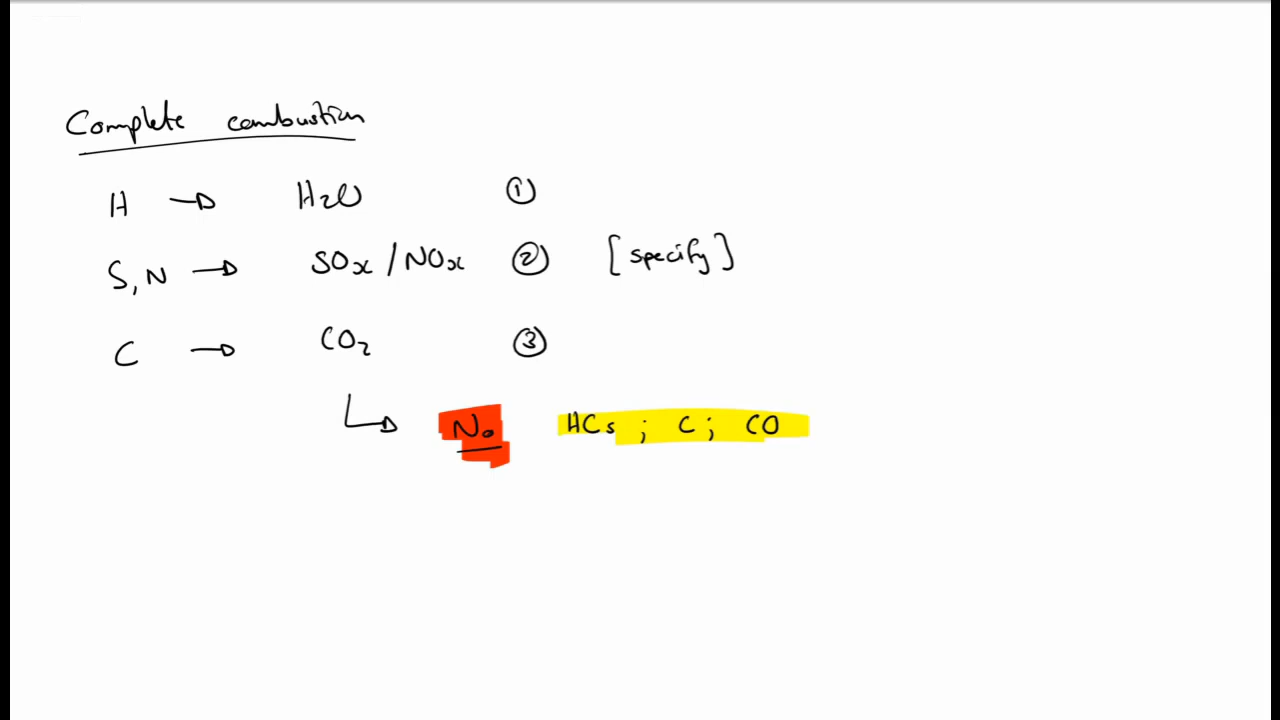 Complete combustion
H → H2O ①
S, N → SOx / NOx ② [specify]
C → CO2 ③
↳ No HCs ; C ; CO